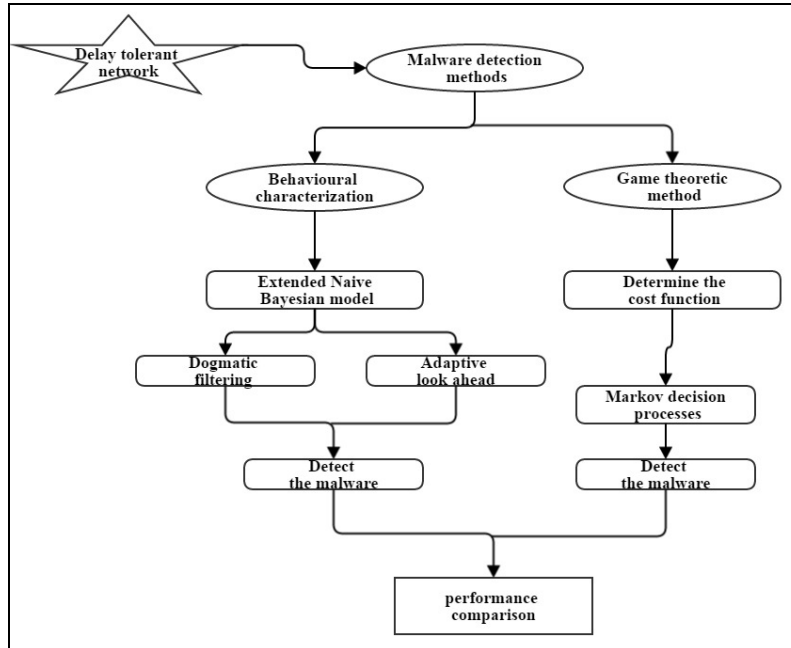 Delay tolerant
network
Malware detection
methods
Behavioural
characterization
Game theoretic
method
Extended Naive
Bayesian model
Determine the
cost function
Dogmatic
filtering
Adaptive
look ahead
Markov decision
processes
Detect
the malware
Detect
the malware
performance
comparison